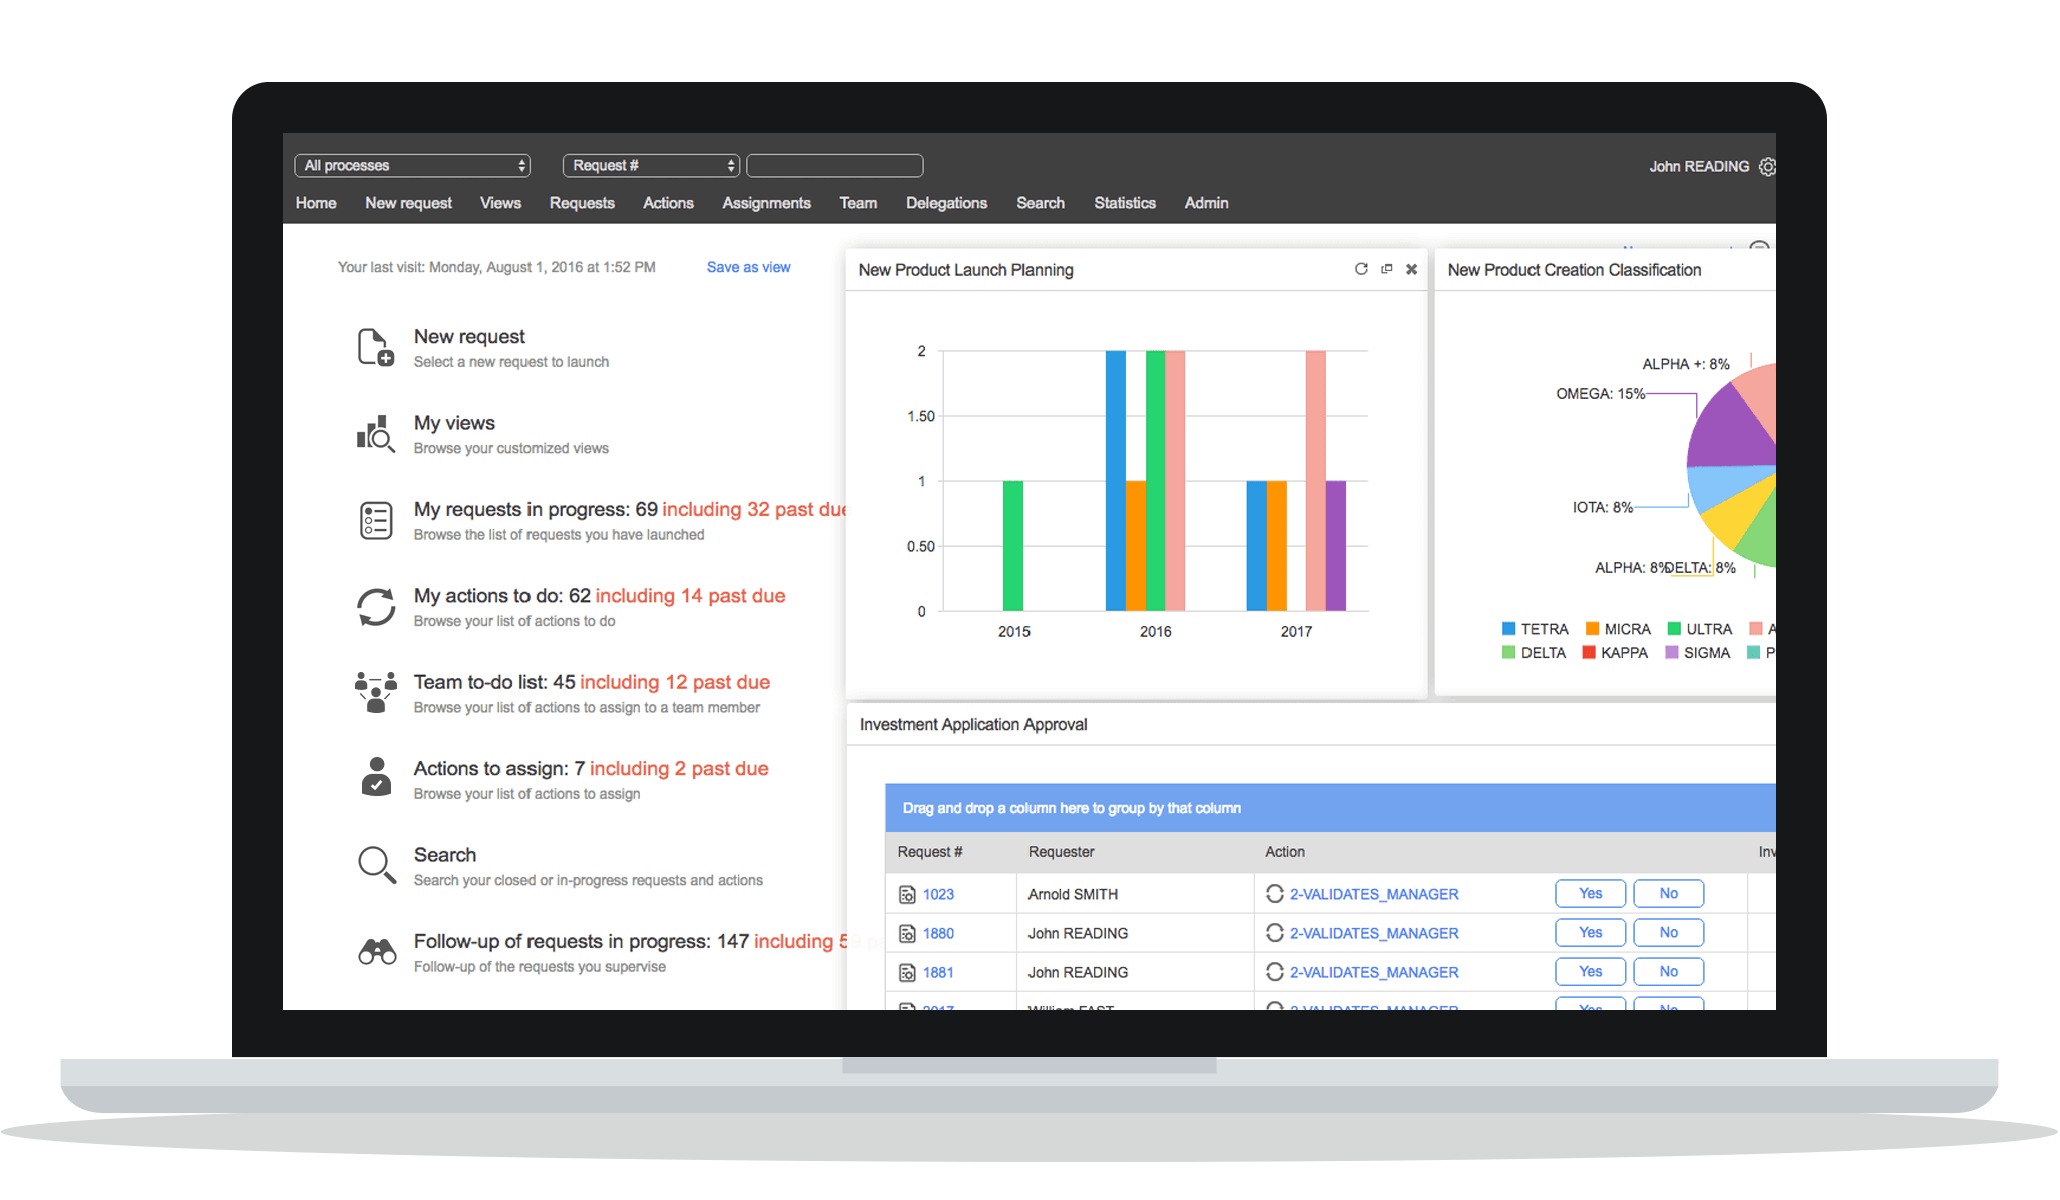 All processes
Request #
John READING
Home New request Views Requests Actions Assignments Team Delegations Search Statistics Admin
Your last visit: Monday, August 1, 2016 at 1:52 PM
Save as view
New request
Select a new request to launch
My views
Browse your customized views
My requests in progress: 69 including 32 past due
Browse the list of requests you have launched
My actions to do: 62 including 14 past due
Browse your list of actions to do
Team to-do list: 45 including 12 past due
Browse your list of actions to assign to a team member
Actions to assign: 7 including 2 past due
Browse your list of actions to assign
Search
Search your closed or in-progress requests and actions
Follow-up of requests in progress: 147 including
Follow-up of the requests you supervise
New Product Launch Planning
2
1.50
1
0.50
0
2015 2016 2017
New Product Creation Classification
ALPHA +: 8%
OMEGA: 15%
IOTA: 8%
ALPHA: 8% DELTA: 8%
TETRA MICRA ULTRA A
DELTA KAPPA SIGMA P
Investment Application Approval
Drag and drop a column here to group by that column
Request # Requester Action Inv
1023 Arnold SMITH 2-VALIDATES_MANAGER Yes No
1880 John READING 2-VALIDATES_MANAGER Yes No
1881 John READING 2-VALIDATES_MANAGER Yes No
2-VALIDATES_MANAGER Yes No